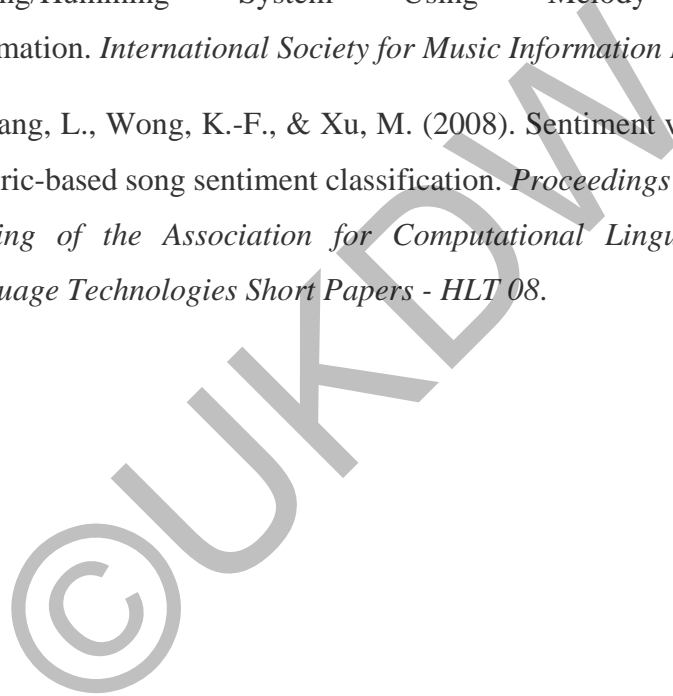 ng/Humming System Using Melody
mation. International Society for Music Information
ang, L., Wong, K.-F., & Xu, M. (2008). Sentiment
ric-based song sentiment classification. Proceedings
ing of the Association for Computational Lingu
uage Technologies Short Papers - HLT 08.
©UKDW